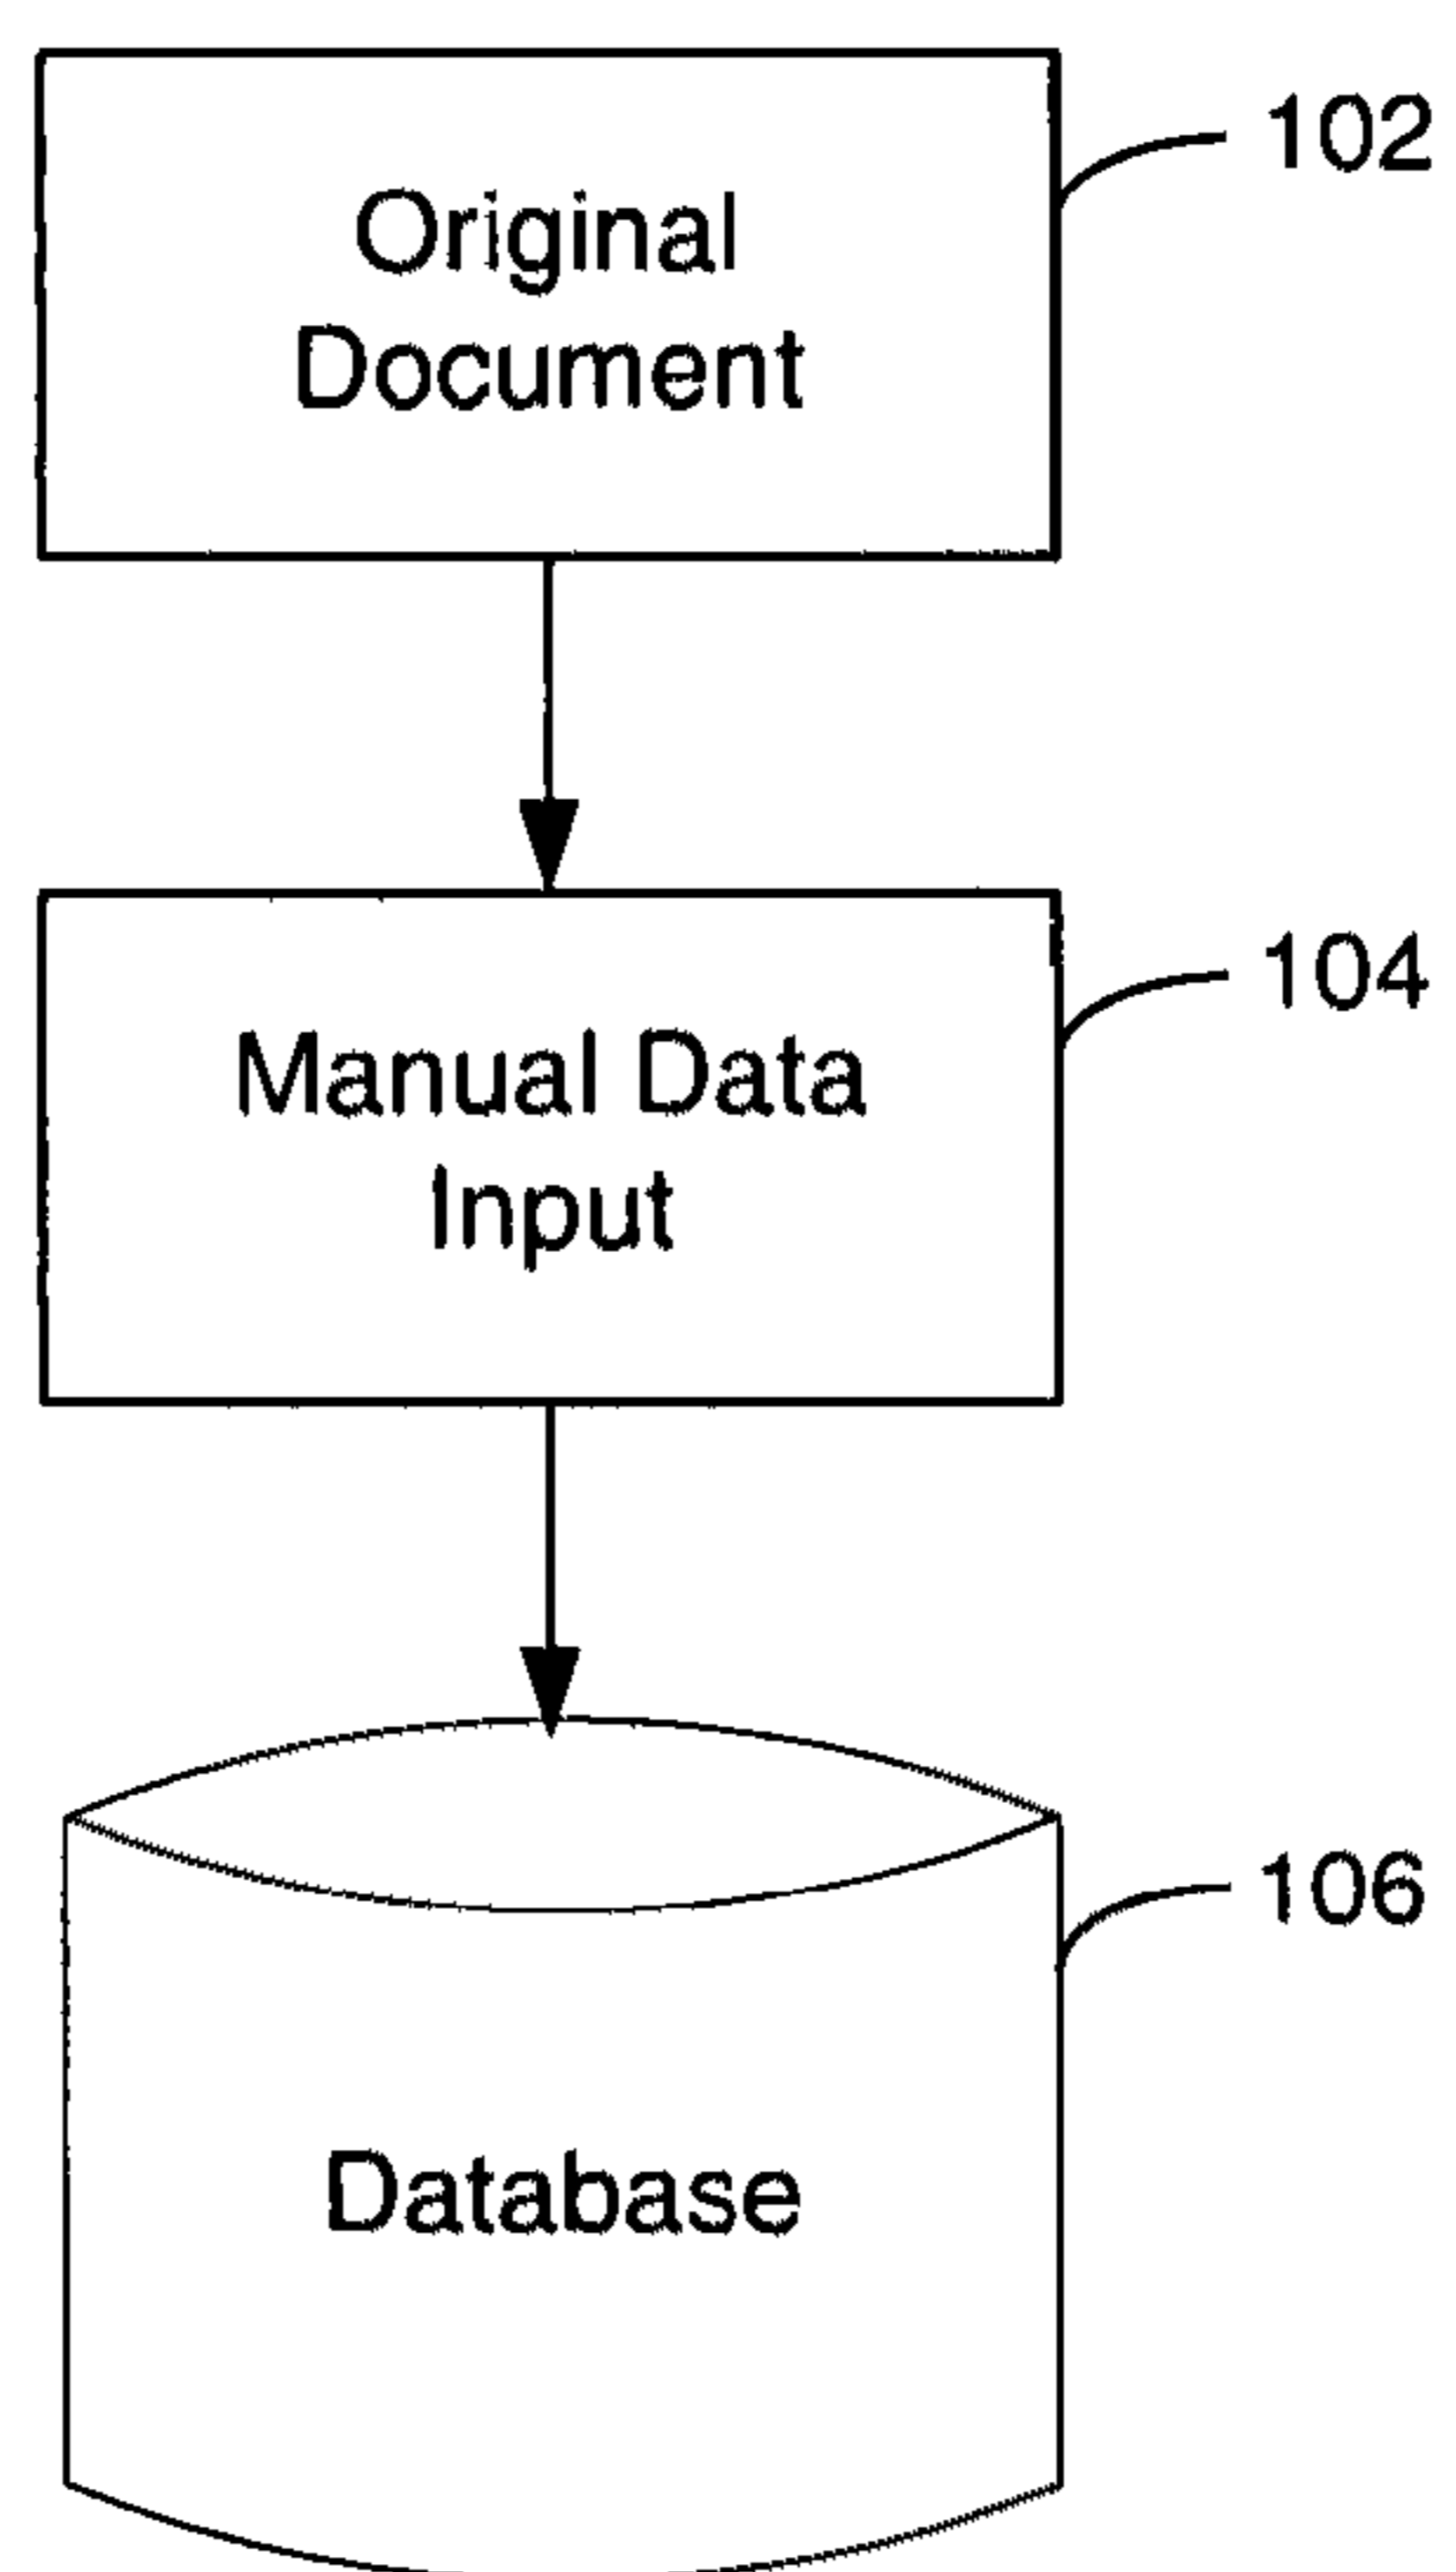 102
Original
Document
104
Manual Data
Input
106
Database